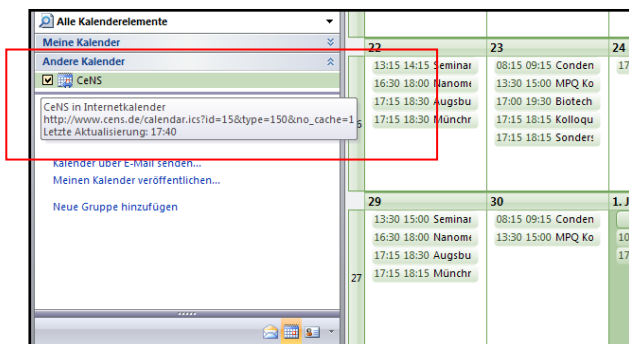 Alle Kalenderelemente
Meine Kalender
Andere Kalender
CeNS
CeNS in Internetkalender
http://www.cens.de/calendar.ics?id=15&type=150&no_cache=1
Letzte Aktualisierung: 17:40
Kalender über E-Mail senden...
Meinen Kalender veröffentlichen...
Neue Gruppe hinzufügen
22 23 24
13:15 14:15 Seminar 08:15 09:15 Conden 17
16:30 18:00 Nanome 13:30 15:00 MPQ Ko
17:15 18:30 Augsbu 17:00 19:30 Biotech
17:15 18:30 Münchr 17:15 18:15 Kolloqu
17:15 18:15 Sonders
29 30 1. J
13:30 15:00 Seminar 08:15 09:15 Conden
16:30 18:00 Nanome 13:30 15:00 MPQ Ko 10
17:15 18:30 Augsbu 17
17:15 18:15 Münchr
27